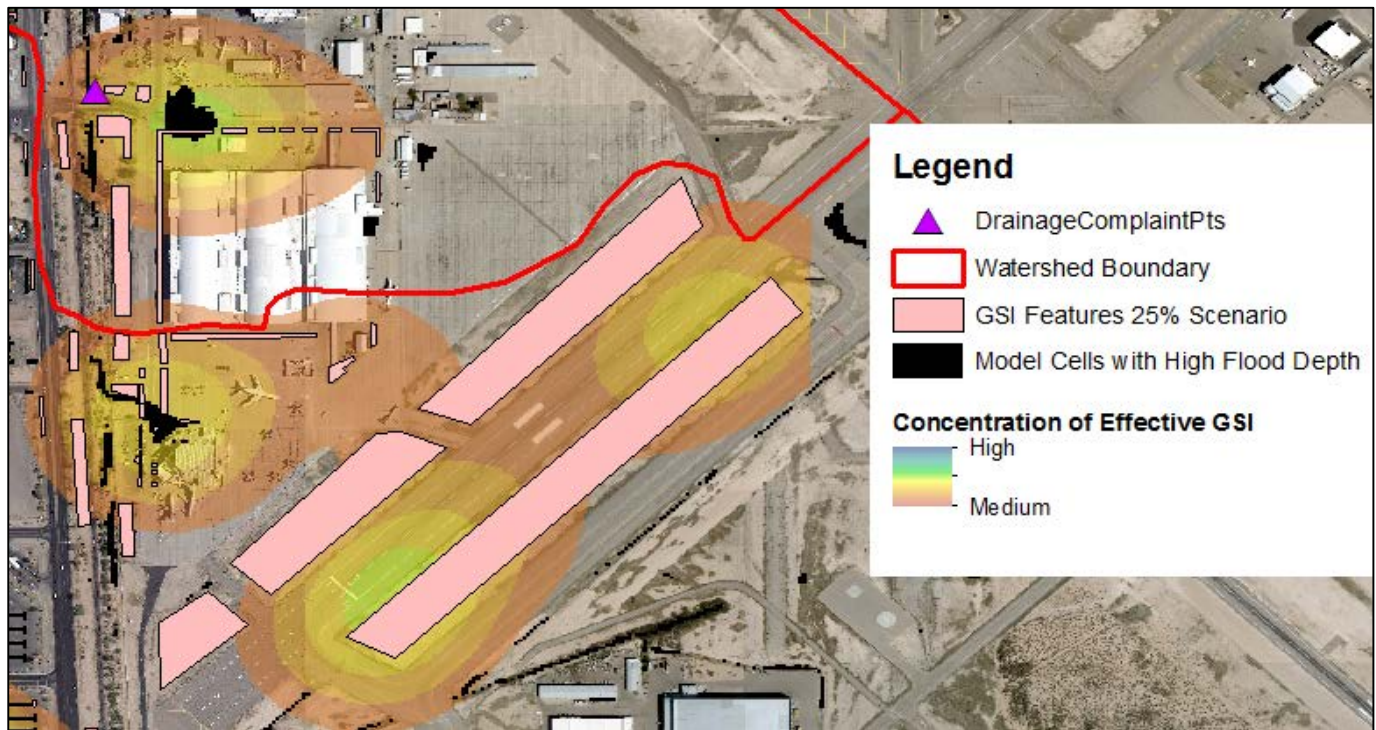 Legend
DrainageComplaintPts
Watershed Boundary
GSI Features 25% Scenario
Model Cells with High Flood Depth
Concentration of Effective GSI
High
Medium